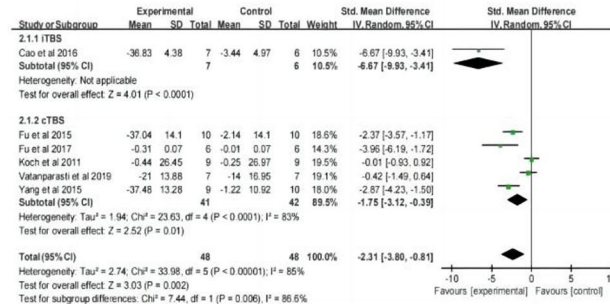 Experimental Control Std. Mean Difference Std. Mean Difference
Study or Subgroup Mean SD Total Mean SD Total Weight IV, Random, 95% CI IV, Random, 95% CI
2.1.1 iTBS
Cao et al 2016 -36.83 4.38 7 -3.44 4.97 6 10.5% -6.67 [-9.93, -3.41]
Subtotal (95% CI) 7 6 10.5% -6.67 [-9.93, -3.41]
Heterogeneity: Not applicable
Test for overall effect: Z = 4.01 (P < 0.0001)
2.1.2 cTBS
Fu et al 2015 -37.04 14.1 10 -2.14 14.1 10 18.6% -2.37 [-3.57, -1.17]
Fu et al 2017 -0.31 0.07 6 -0.01 0.07 6 13.4% -3.96 [-6.19, -1.72]
Koch et al 2011 -0.44 26.45 9 -0.25 26.97 9 20.1% -0.01 [-0.93, 0.92]
Vatanparasti et al 2019 -21 13.88 7 -14 16.95 7 19.2% -0.42 [-1.49, 0.64]
Yang et al 2015 -37.48 13.28 9 -1.22 10.92 10 18.2% -2.87 [-4.23, -1.50]
Subtotal (95% CI) 41 42 89.5% -1.75 [-3.12, -0.39]
Heterogeneity: Tau² = 1.94; Chi² = 23.63, df = 4 (P < 0.0001); I² = 83%
Test for overall effect: Z = 2.52 (P = 0.01)
Total (95% CI) 48 48 100.0% -2.31 [-3.80, -0.81]
Heterogeneity: Tau² = 2.74; Chi² = 33.98, df = 5 (P < 0.00001); I² = 85%
Test for overall effect: Z = 3.03 (P = 0.002)
Test for subgroup differences: Chi² = 7.44, df = 1 (P = 0.006), I² = 86.6%
-10 -5 0 5 10
Favours [experimental] Favours [control]